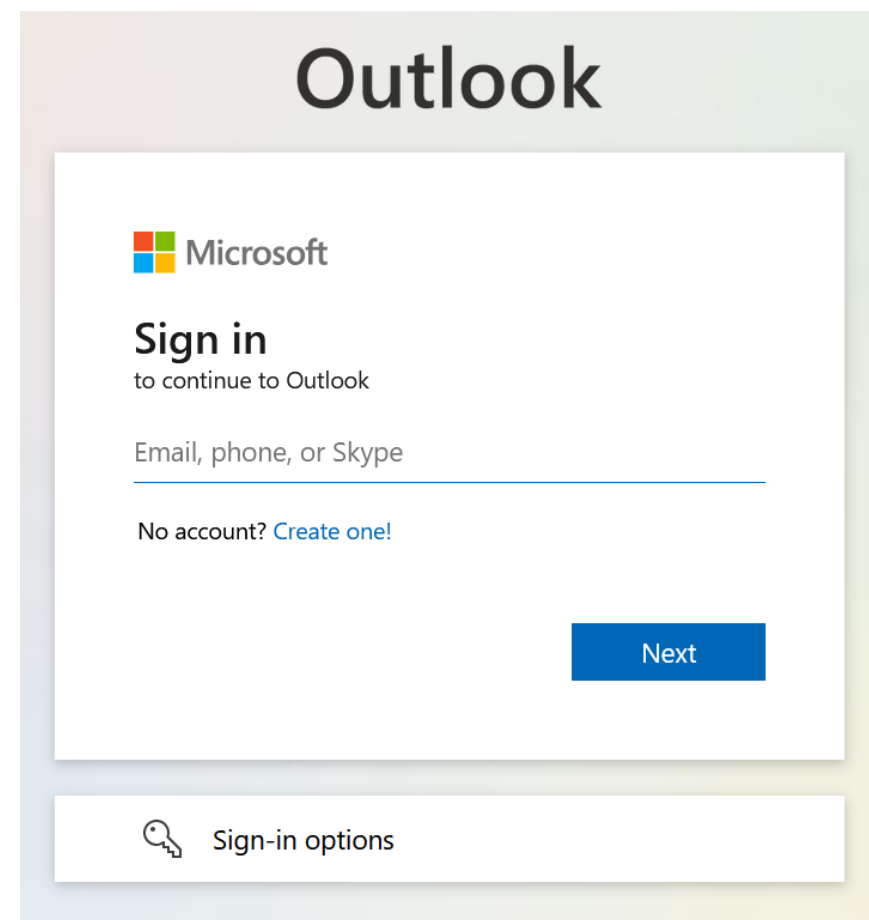 Outlook
Microsoft
Sign in
to continue to Outlook
Email, phone, or Skype
No account? Create one!
Next
Sign-in options